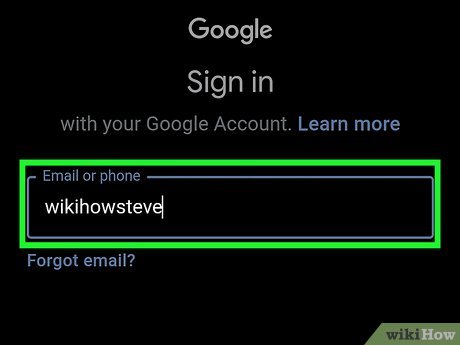 Google
Sign in
with your Google Account. Learn more
Email or phone
wikihowsteve
Forgot email?
wikiHow